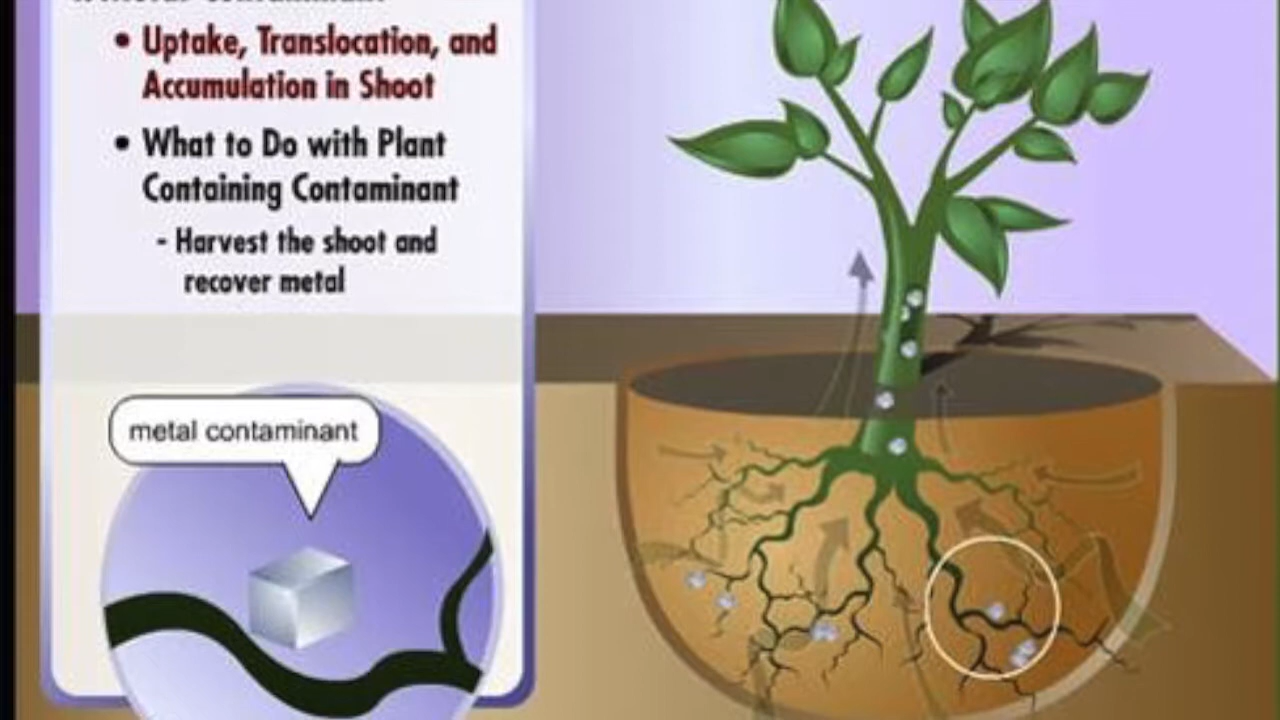 • Uptake, Translocation, and
Accumulation in Shoot
• What to Do with Plant
Containing Contaminant
- Harvest the shoot and
recover metal
metal contaminant